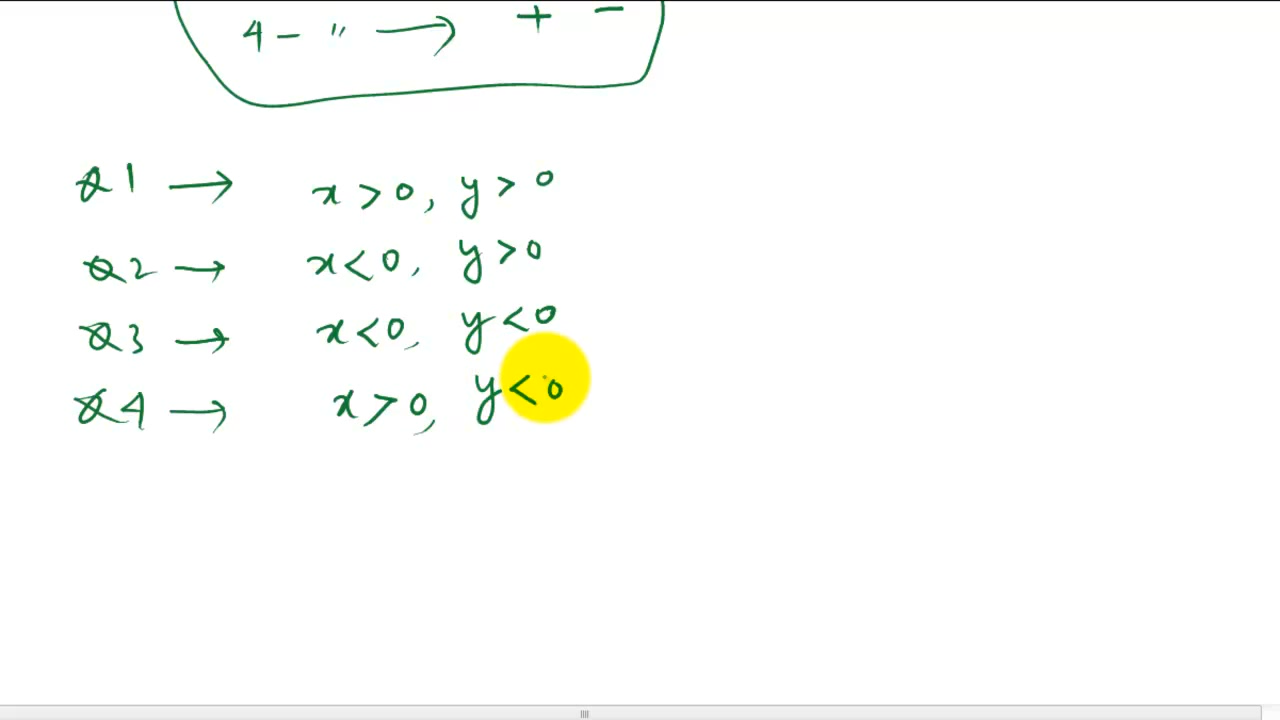 4 - " → + -
Q1 → x > 0, y > 0
Q2 → x < 0, y > 0
Q3 → x < 0, y < 0
Q4 → x > 0, y < 0